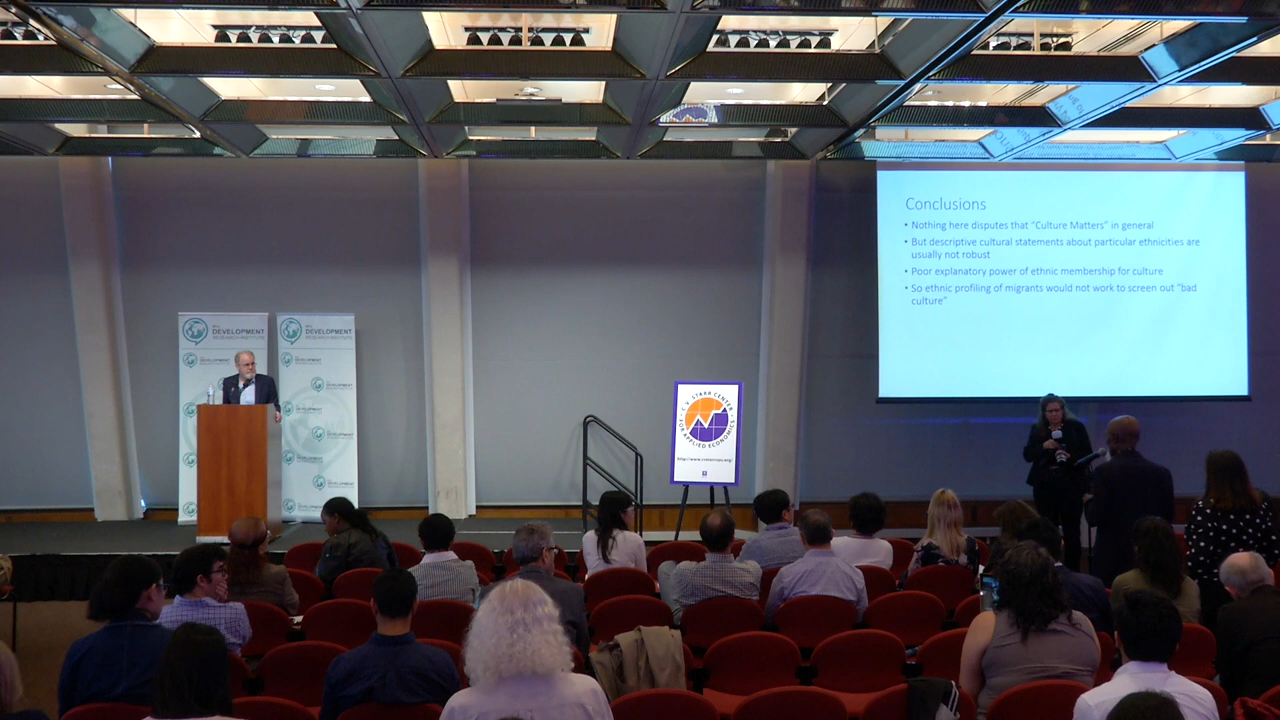 Conclusions
• Nothing here disputes that "Culture Matters" in general
• But descriptive cultural statements about particular ethnicities are
usually not robust
• Poor explanatory power of ethnic membership for culture
• So ethnic profiling of migrants would not work to screen out "bad
culture"
DEVELOPMENT
RESEARCH INSTITUTE
DEVELOPMENT
RESEARCH INSTITUTE
C.V. STARR CENTER
FOR APPLIED ECONOMICS